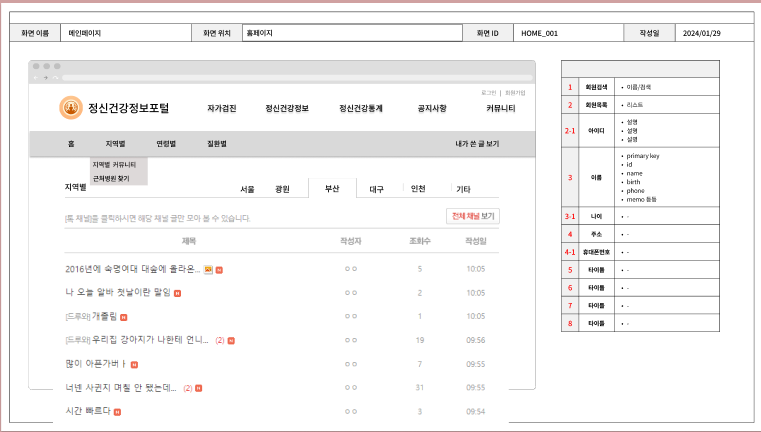 화면 이름 메인페이지 화면 위치 홈페이지 화면 ID HOME_001 작성일 2024/01/29
로그인 | 회원가입
정신건강정보포털 자가검진 정신건강정보 정신건강통계 공지사항 커뮤니티
홈 지역별 연령별 질환별 내가 쓴 글 보기
지역별 커뮤니티
근처병원 찾기
지역별 서울 광원 부산 대구 인천 기타
[톡 채널]을 클릭하시면 해당 채널 글만 모아 볼 수 있습니다. 전체 채널 보기
제목 작성자 조회수 작성일
2016년에 숙명여대 대숲에 올라온... N ㅇㅇ 5 10:05
나 오늘 알바 첫날이란 말임 N ㅇㅇ 2 10:05
[드루와] 개졸림 N ㅇㅇ 1 10:05
[드루와] 우리집 강아지가 나한테 언니... (2) N ㅇㅇ 19 09:56
많이 아픈가버ㅏ N ㅇㅇ 7 09:55
너넨 사귄지 며칠 안 됐는데... (2) N ㅇㅇ 31 09:55
시간 빠르다 N ㅇㅇ 3 09:54
1 회원검색 • 이름/검색
2 회원목록 • 리스트
2-1 아이디 • 설명
• 설명
• 설명
3 이름 • primary key
• id
• name
• birth
• phone
• memo 등등
3-1 나이 • -
4 주소 • -
4-1 휴대폰번호 • -
5 타이틀 • -
6 타이틀 • -
7 타이틀 • -
8 타이틀 • -